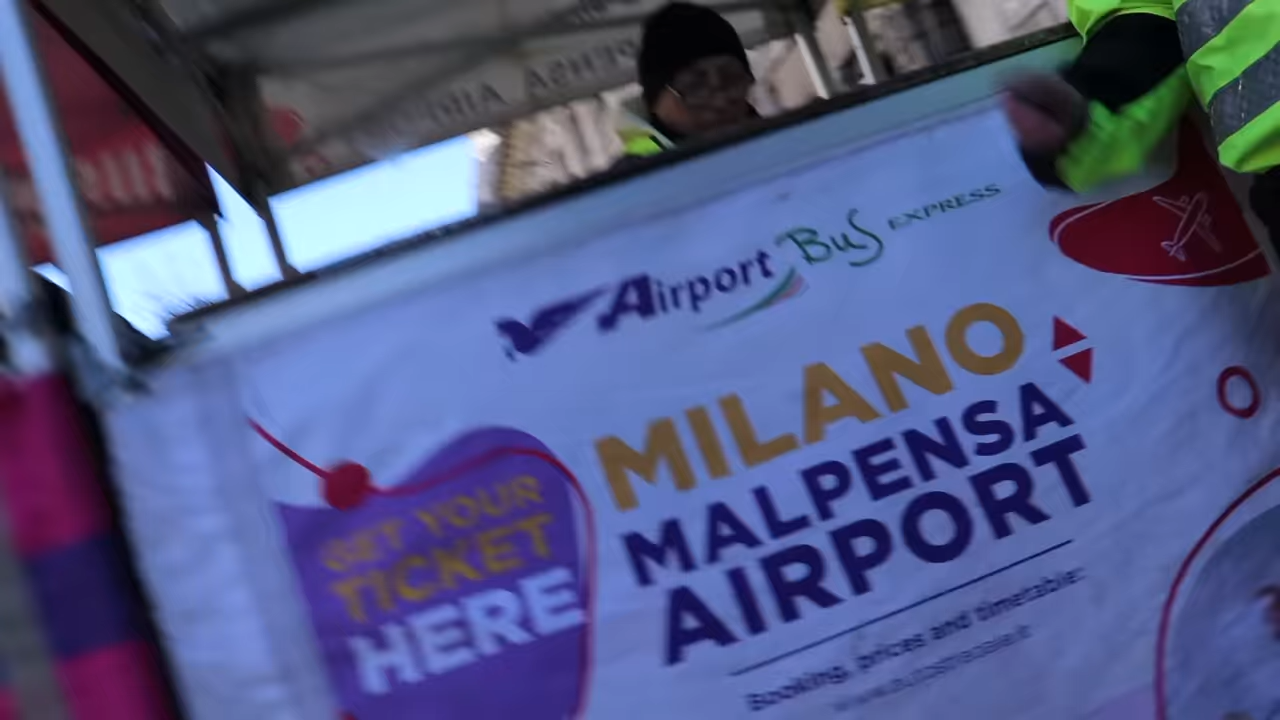 Airport Bus EXPRESS
MILANO
MALPENSA
AIRPORT
Booking, prices and timetable:
GET YOUR
TICKET
HERE